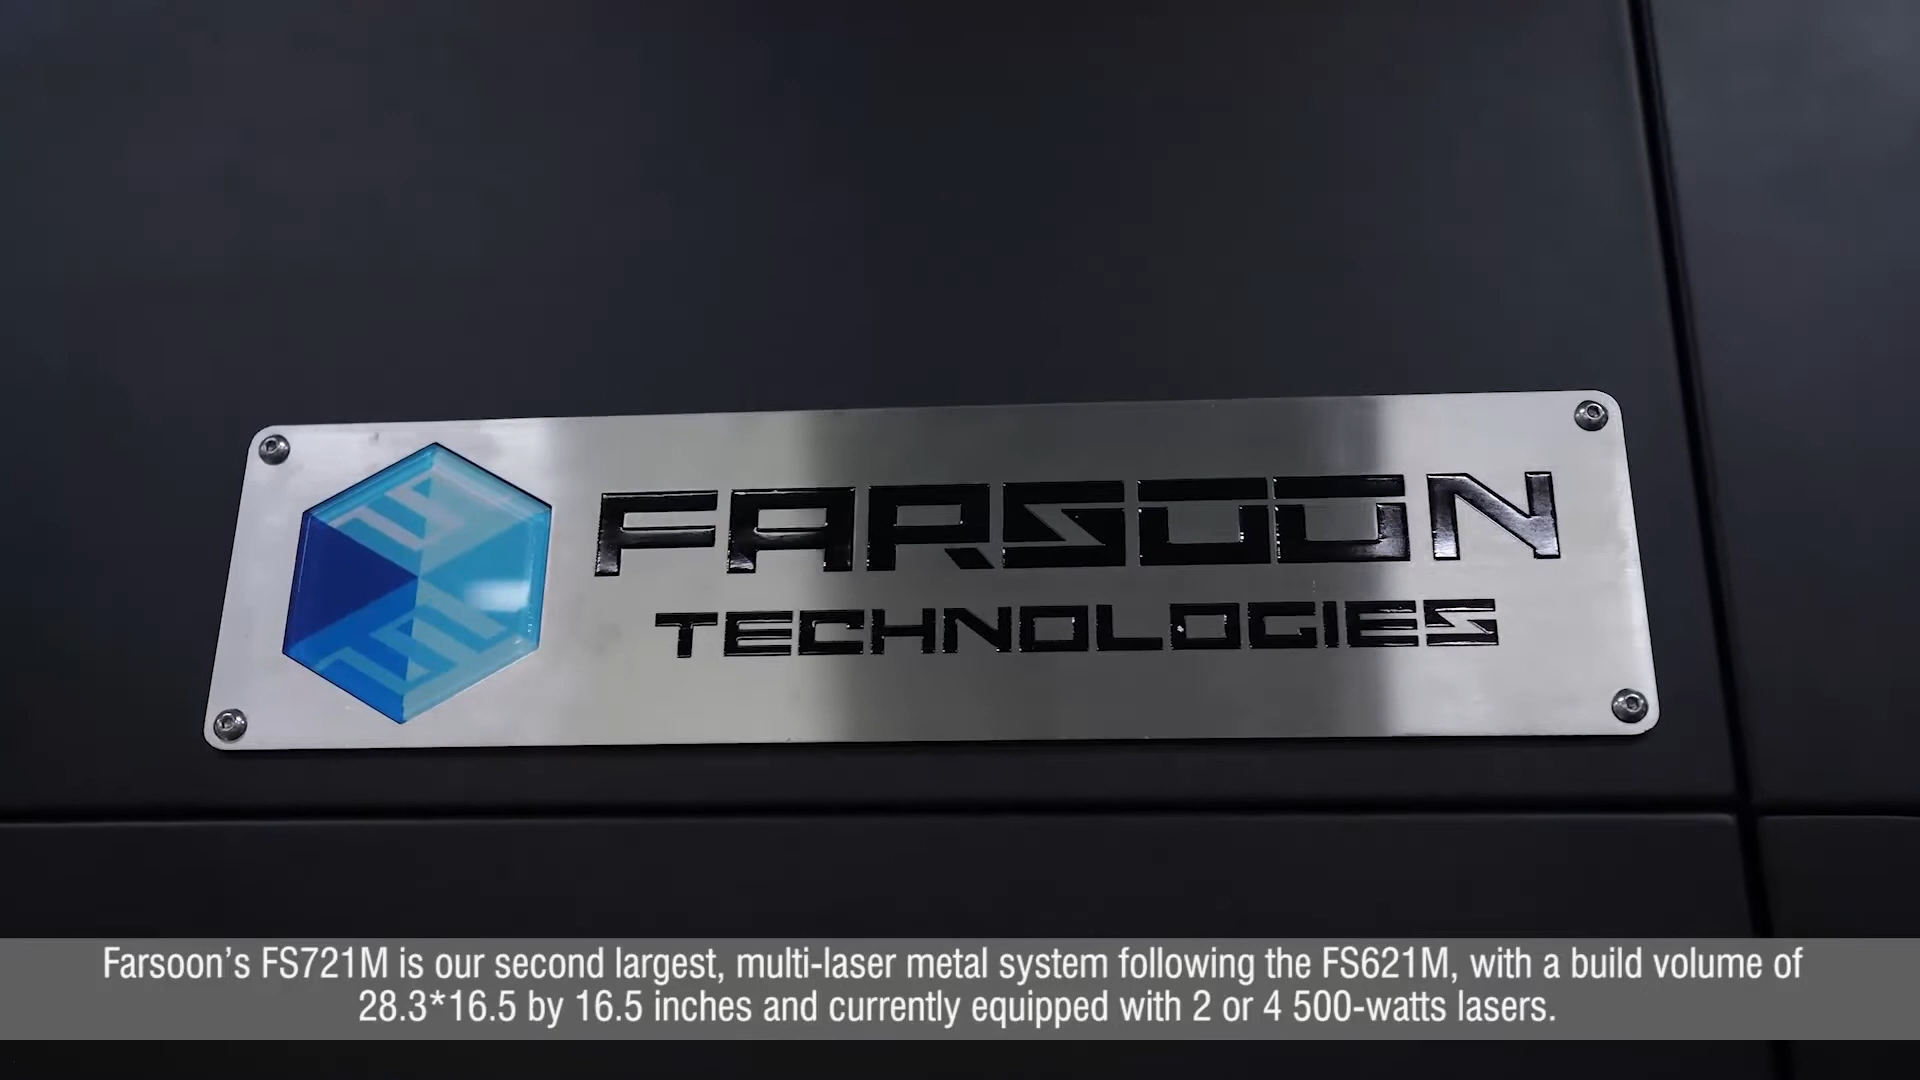 FARSOON
TECHNOLOGIES
Farsoon’s FS721M is our second largest, multi-laser metal system following the FS621M, with a build volume of
28.3*16.5 by 16.5 inches and currently equipped with 2 or 4 500-watts lasers.